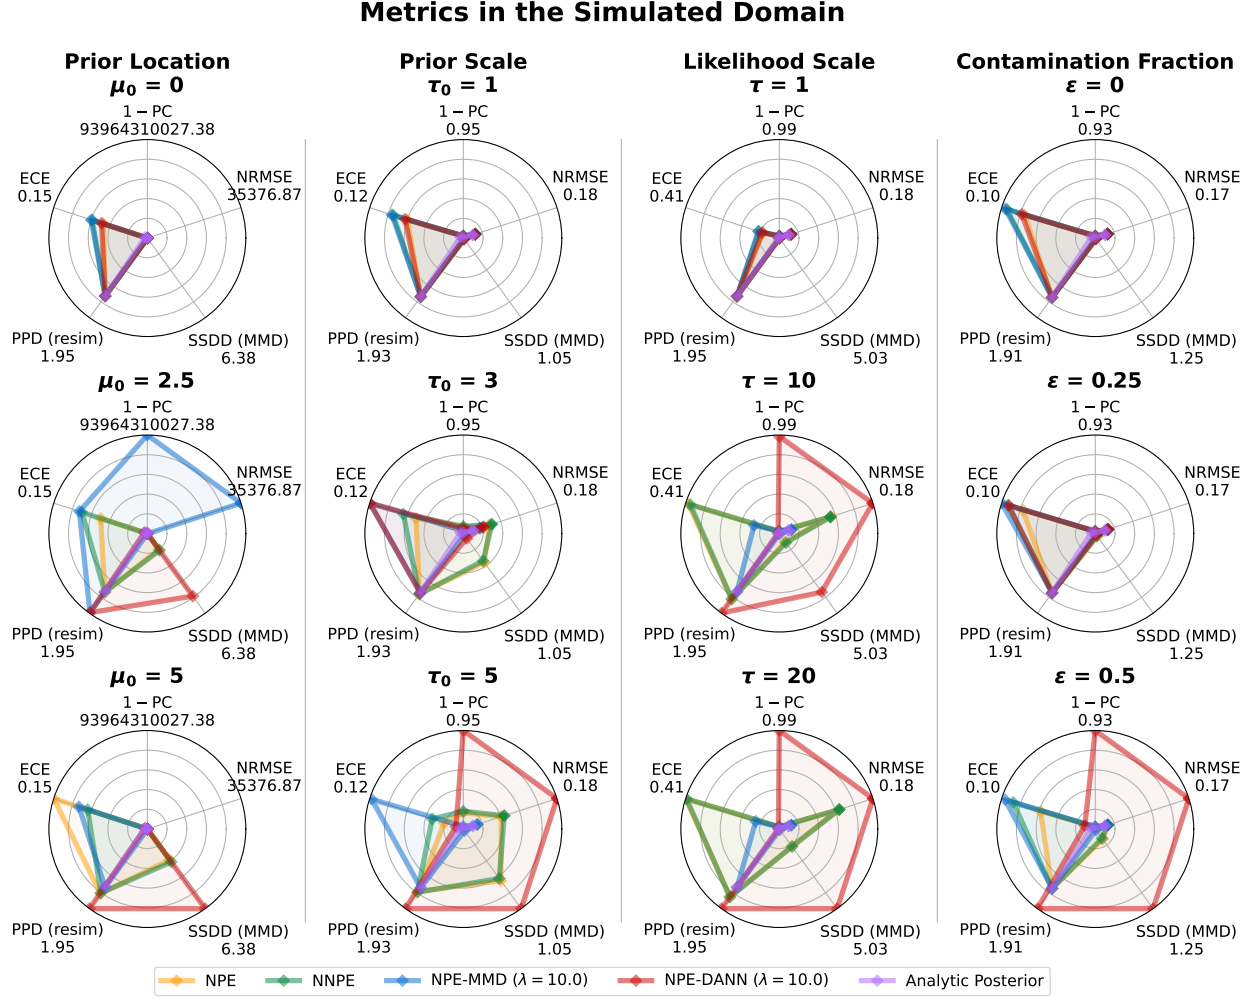 Metrics in the Simulated Domain
Prior Location
Prior Scale
Likelihood Scale
Contamination Fraction
μ₀ = 0
τ₀ = 1
τ = 1
ε = 0
1 − PC
93964310027.38
NRMSE
35376.87
ECE
0.15
PPD (resim)
1.95
SSDD (MMD)
6.38
1 − PC
0.95
NRMSE
0.18
ECE
0.12
PPD (resim)
1.93
SSDD (MMD)
1.05
1 − PC
0.99
NRMSE
0.18
ECE
0.41
PPD (resim)
1.95
SSDD (MMD)
5.03
1 − PC
0.93
NRMSE
0.17
ECE
0.10
PPD (resim)
1.91
SSDD (MMD)
1.25
μ₀ = 2.5
τ₀ = 3
τ = 10
ε = 0.25
1 − PC
93964310027.38
NRMSE
35376.87
ECE
0.15
PPD (resim)
1.95
SSDD (MMD)
6.38
1 − PC
0.95
NRMSE
0.18
ECE
0.12
PPD (resim)
1.93
SSDD (MMD)
1.05
1 − PC
0.99
NRMSE
0.18
ECE
0.41
PPD (resim)
1.95
SSDD (MMD)
5.03
1 − PC
0.93
NRMSE
0.17
ECE
0.10
PPD (resim)
1.91
SSDD (MMD)
1.25
μ₀ = 5
τ₀ = 5
τ = 20
ε = 0.5
1 − PC
93964310027.38
NRMSE
35376.87
ECE
0.15
PPD (resim)
1.95
SSDD (MMD)
6.38
1 − PC
0.95
NRMSE
0.18
ECE
0.12
PPD (resim)
1.93
SSDD (MMD)
1.05
1 − PC
0.99
NRMSE
0.18
ECE
0.41
PPD (resim)
1.95
SSDD (MMD)
5.03
1 − PC
0.93
NRMSE
0.17
ECE
0.10
PPD (resim)
1.91
SSDD (MMD)
1.25
NPE
NNPE
NPE-MMD (λ = 10.0)
NPE-DANN (λ = 10.0)
Analytic Posterior